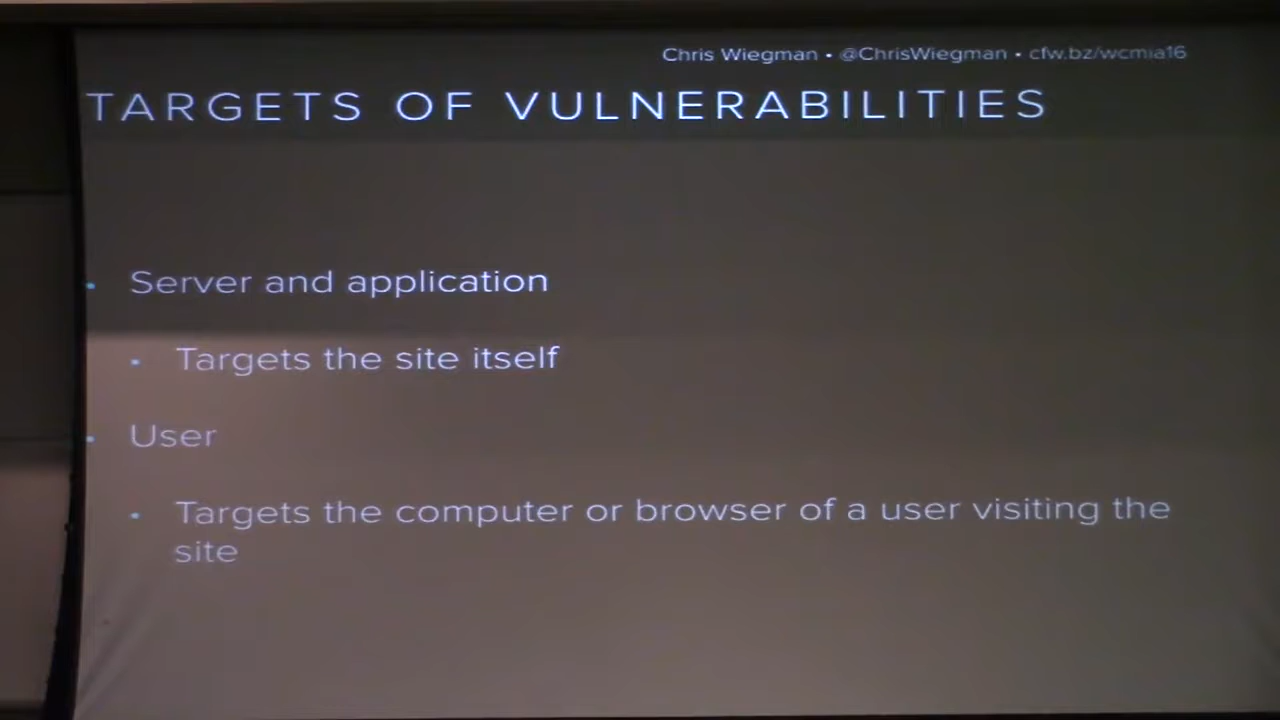 Chris Wiegman • @ChrisWiegman • cfw.bz/wcmia16
TARGETS OF VULNERABILITIES
• Server and application
• Targets the site itself
• User
• Targets the computer or browser of a user visiting the
site